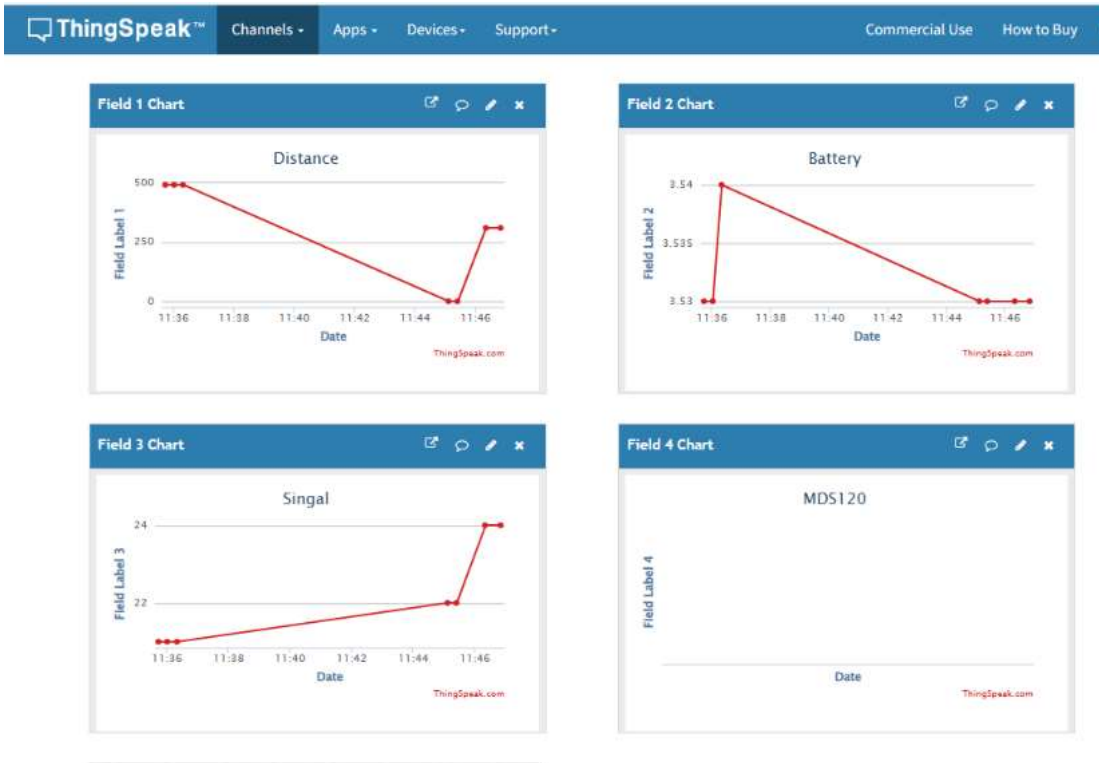 ThingSpeak™ Channels Apps Devices Support Commercial Use How to Buy
Field 1 Chart
Distance
500
250
0
Field Label 1
11:36 11:38 11:40 11:42 11:44 11:46
Date
ThingSpeak.com
Field 2 Chart
Battery
3.54
3.535
3.53
Field Label 2
11:36 11:38 11:40 11:42 11:44 11:46
Date
ThingSpeak.com
Field 3 Chart
Singal
24
22
Field Label 3
11:36 11:38 11:40 11:42 11:44 11:46
Date
ThingSpeak.com
Field 4 Chart
MDS120
Field Label 4
Date
ThingSpeak.com